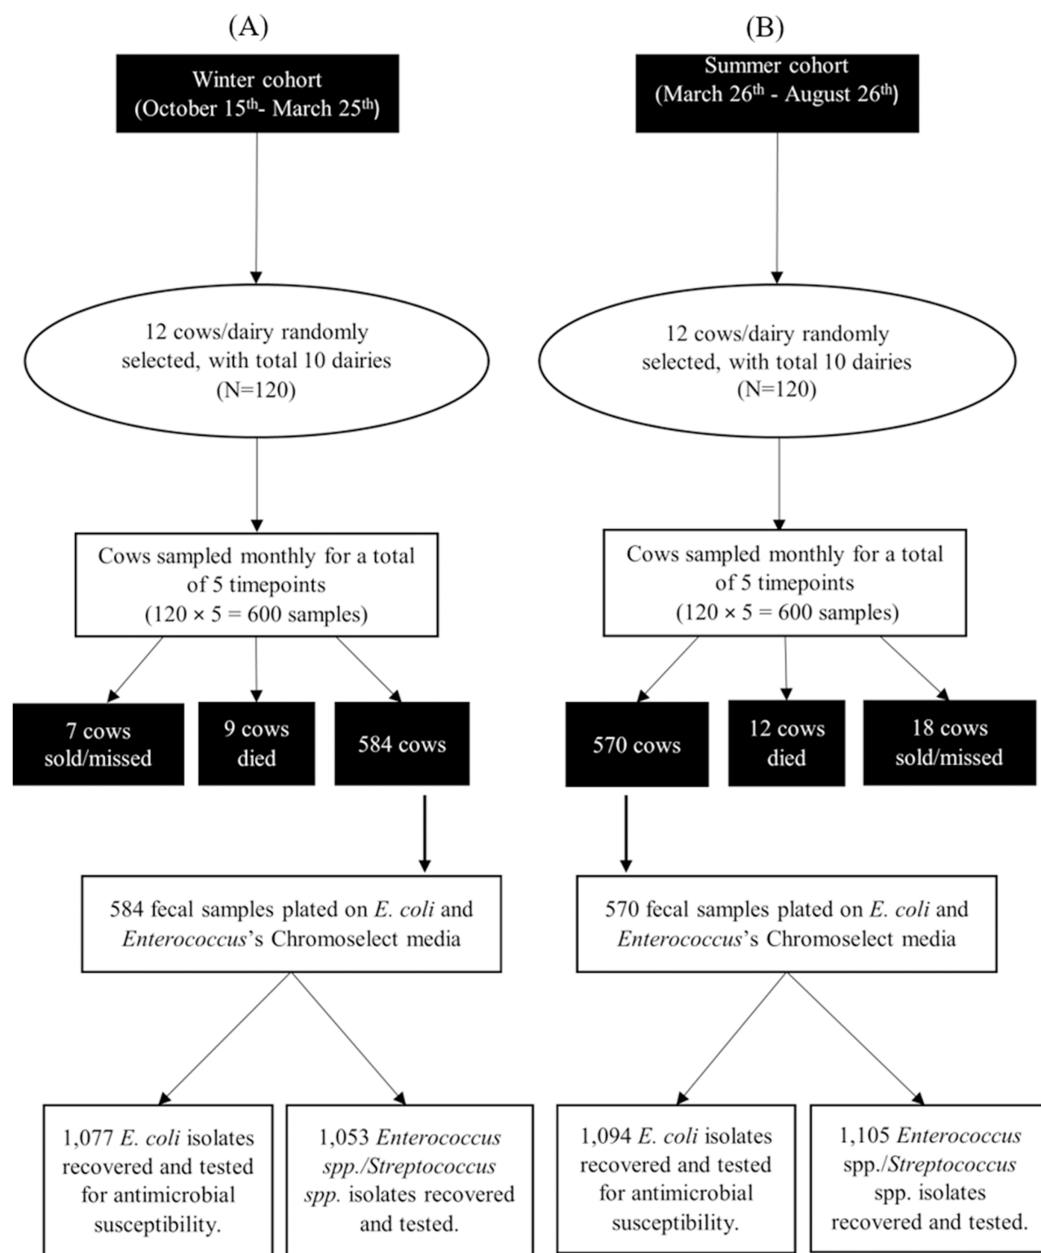 (A)
Winter cohort
(October 15th- March 25th)
12 cows/dairy randomly
selected, with total 10 dairies
(N=120)
Cows sampled monthly for a total
of 5 timepoints
(120 × 5 = 600 samples)
7 cows
sold/missed
9 cows
died
584 cows
584 fecal samples plated on E. coli and
Enterococcus’s Chromoselect media
1,077 E. coli isolates
recovered and tested
for antimicrobial
susceptibility.
1,053 Enterococcus
spp./Streptococcus
spp. isolates recovered
and tested.
(B)
Summer cohort
(March 26th - August 26th)
12 cows/dairy randomly
selected, with total 10 dairies
(N=120)
Cows sampled monthly for a total
of 5 timepoints
(120 × 5 = 600 samples)
570 cows
12 cows
died
18 cows
sold/missed
570 fecal samples plated on E. coli and
Enterococcus’s Chromoselect media
1,094 E. coli isolates
recovered and tested
for antimicrobial
susceptibility.
1,105 Enterococcus
spp./Streptococcus
spp. isolates
recovered and tested.